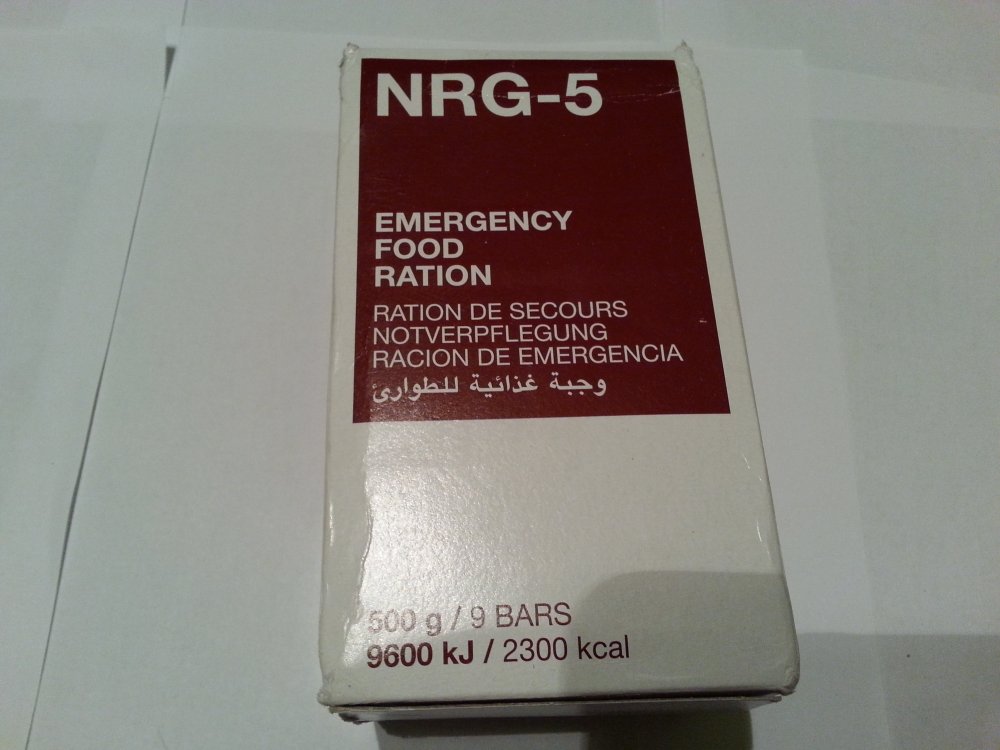 NRG-5
EMERGENCY
FOOD
RATION
RATION DE SECOURS
NOTVERPFLEGUNG
RACION DE EMERGENCIA
وجبة غذائية للطوارئ
500 g / 9 BARS
9600 kJ / 2300 kcal